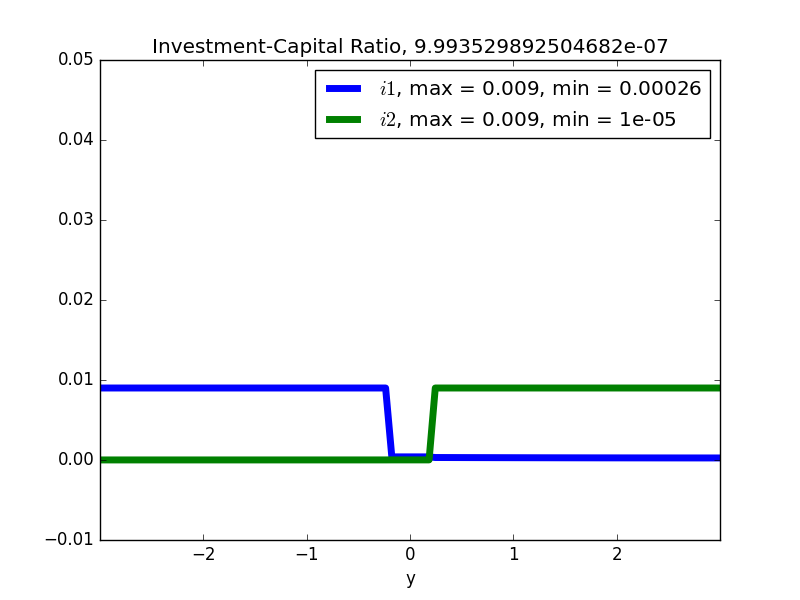 Investment-Capital Ratio, 9.993529892504682e-07
0.05
i1, max = 0.009, min = 0.00026
i2, max = 0.009, min = 1e-05
0.04
0.03
0.02
0.01
0.00
−0.01
−2 −1 0 1 2
y